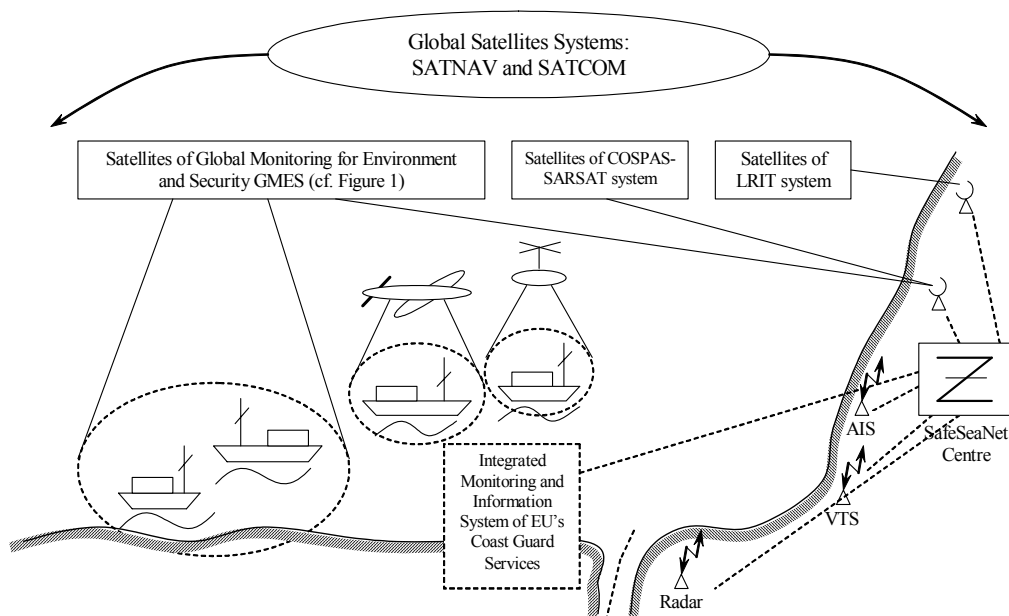 Global Satellites Systems:
SATNAV and SATCOM
Satellites of Global Monitoring for Environment
and Security GMES (cf. Figure 1)
Satellites of COSPAS-
SARSAT system
Satellites of
LRIT system
AIS
SafeSeaNet
Centre
Integrated
Monitoring and
Information
System of EU's
Coast Guard
Services
VTS
Radar